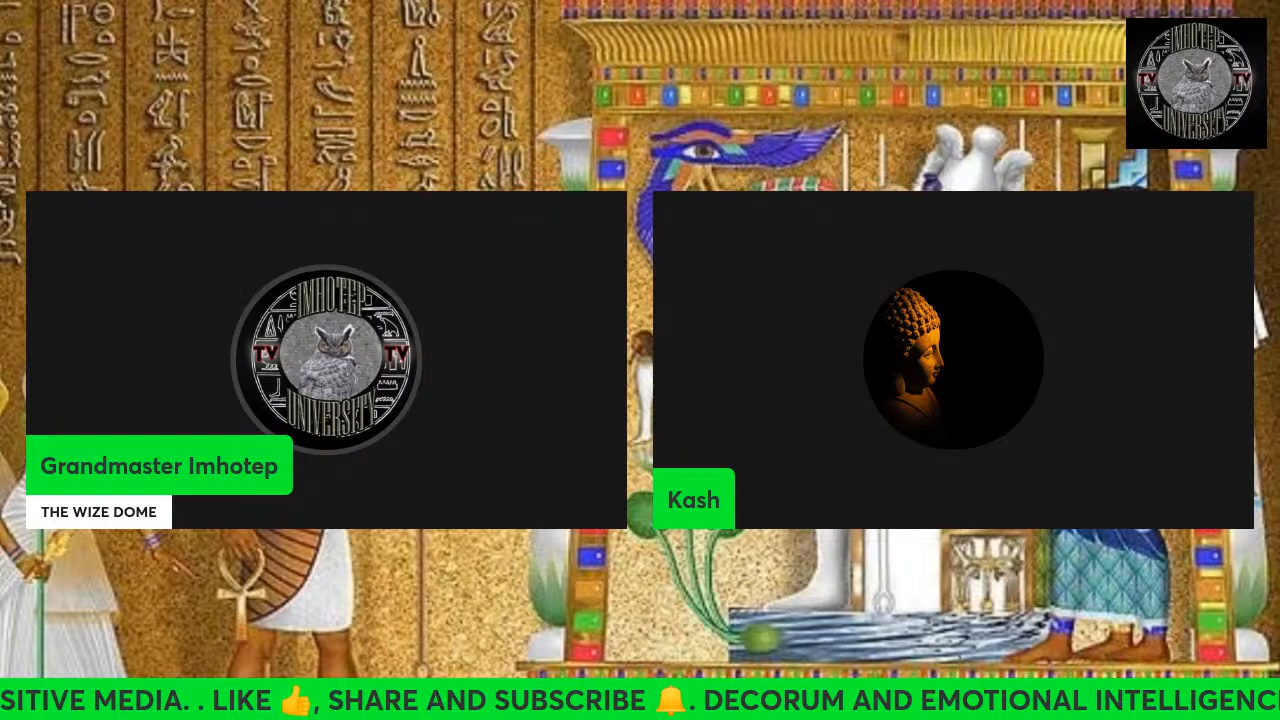 IMHOTEP
TV TV
UNIVERSITY
IMHOTEP
TV TV
UNIVERSITY
Grandmaster Imhotep
THE WIZE DOME
Kash
SITIVE MEDIA. . LIKE 👍, SHARE AND SUBSCRIBE 🔔. DECORUM AND EMOTIONAL INTELLIGENC